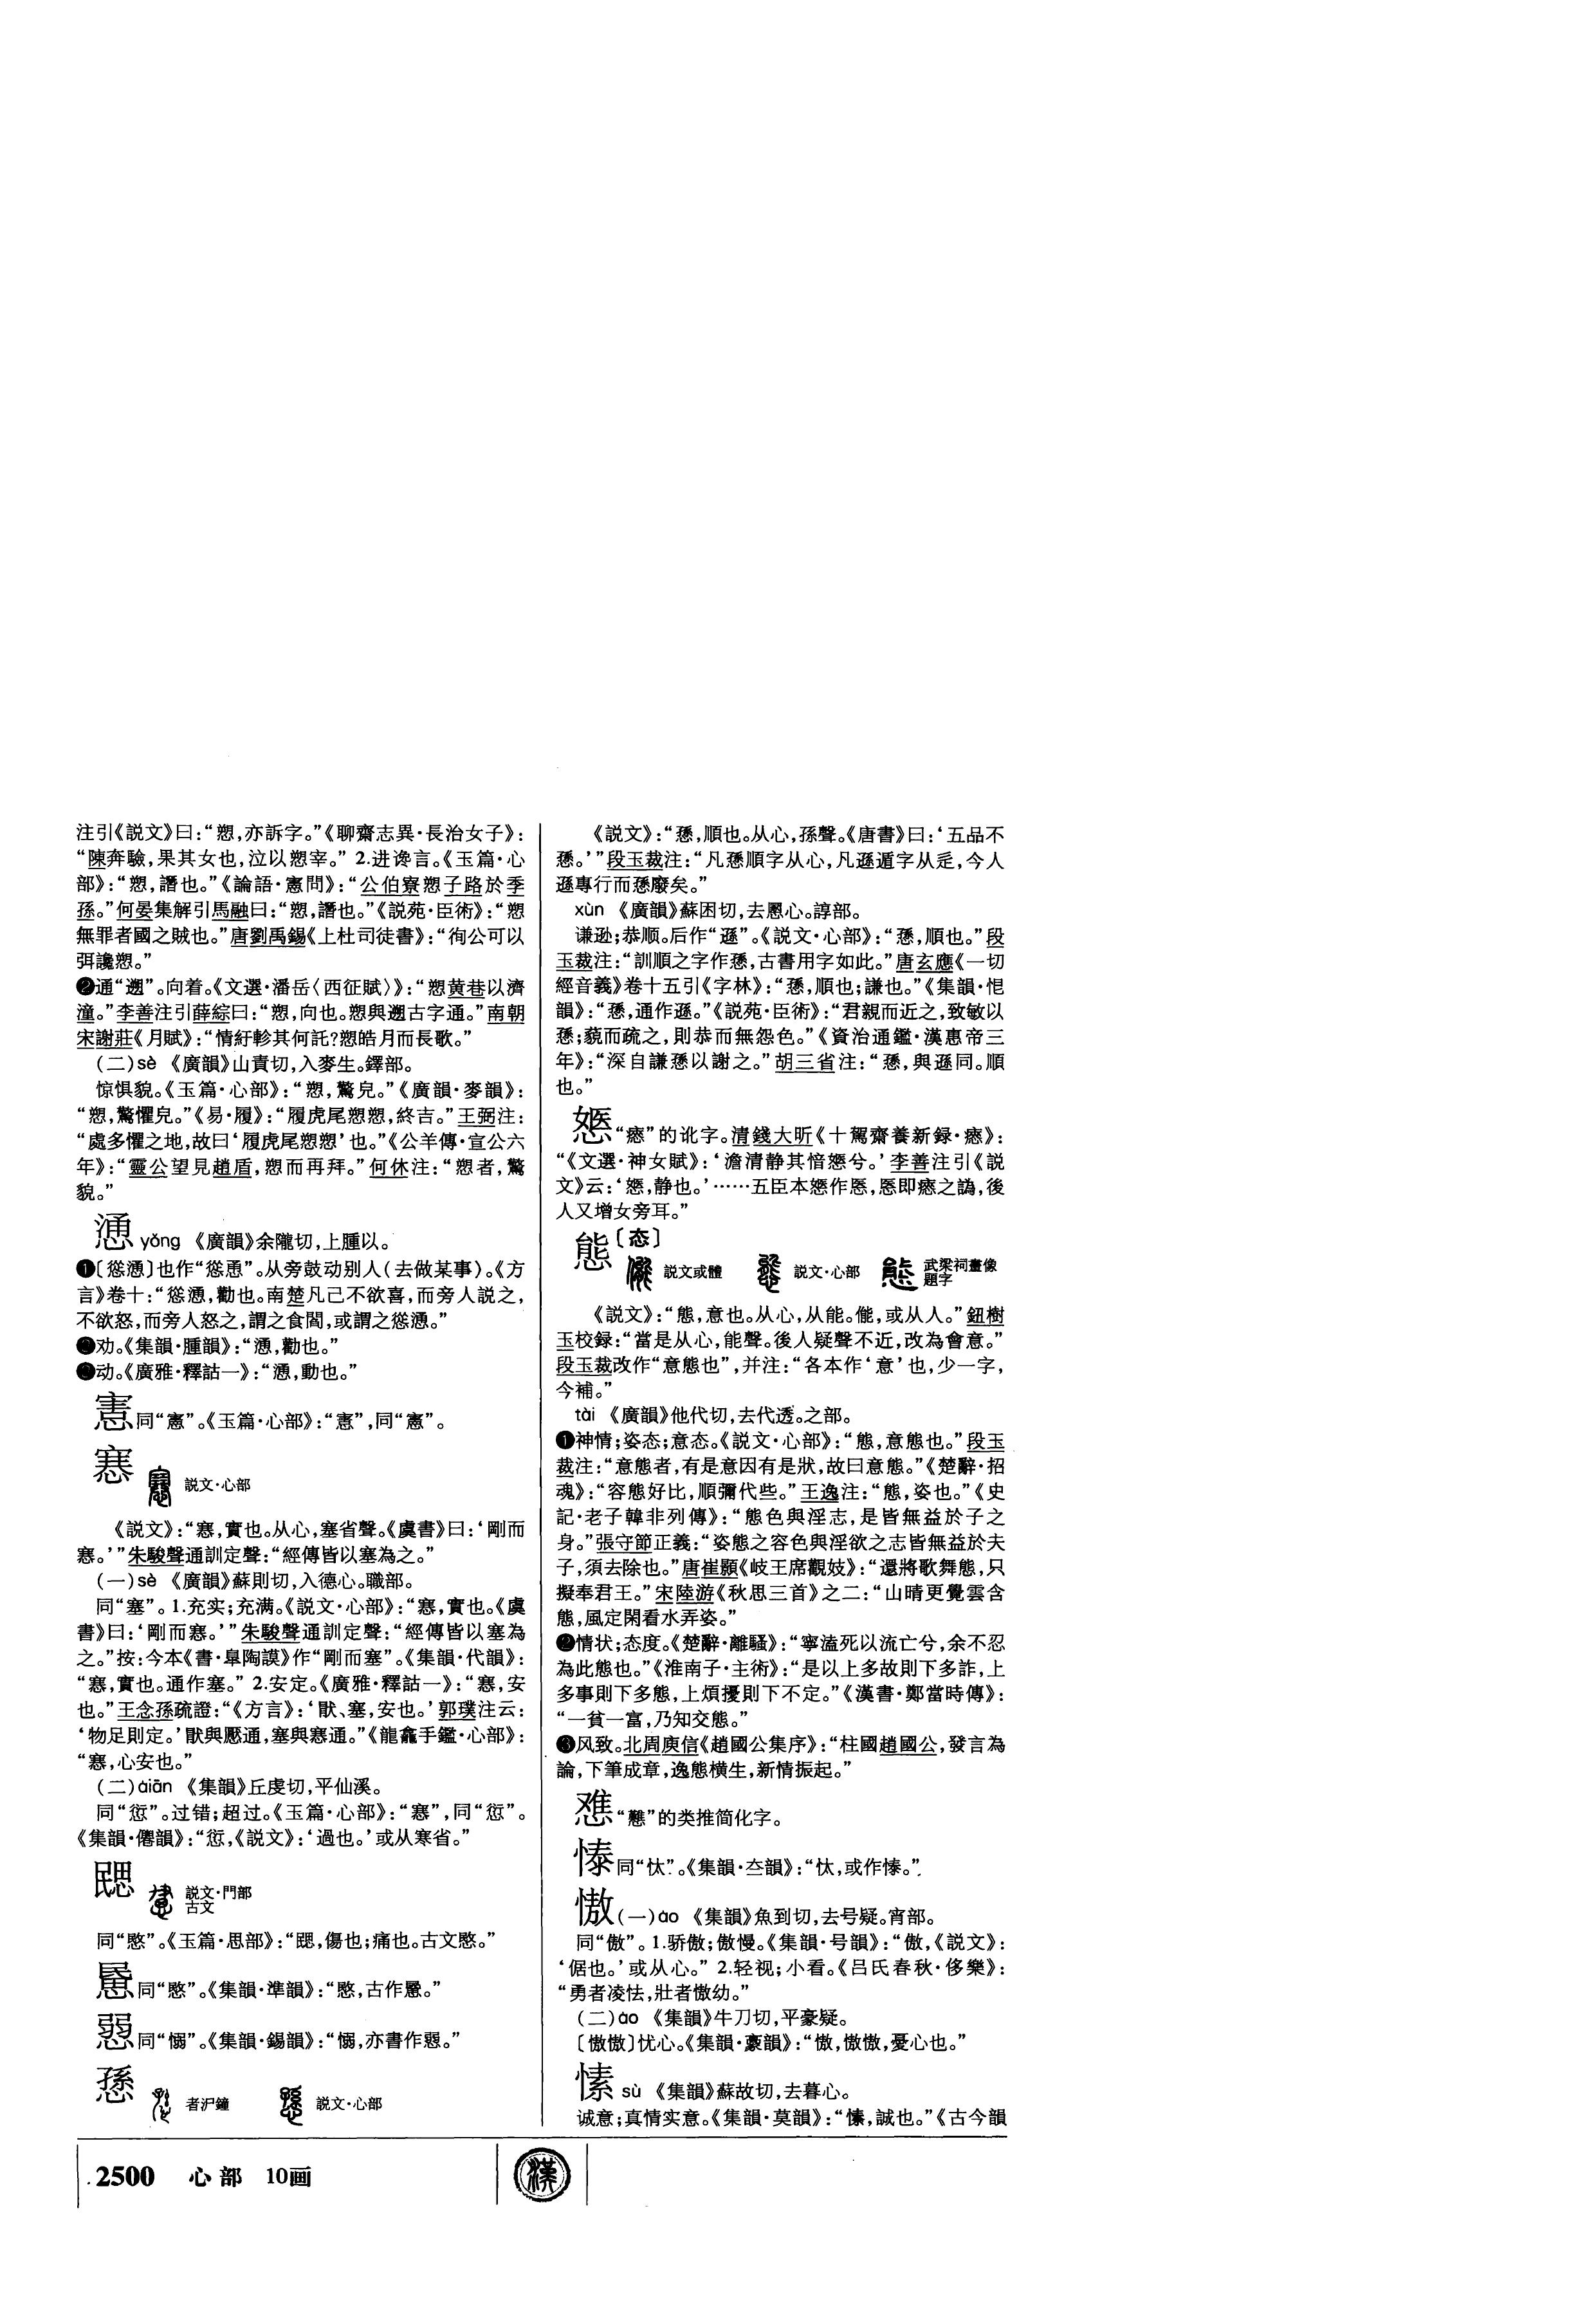 注引《説文》曰：“愬，亦訴字。”《聊齋志異·長治女子》：
“陳奔驗，果其女也，泣以愬宰。” 2.进谗言。《玉篇·心
部》：“愬，譖也。”《論語·憲問》：“公伯寮愬子路於季
孫。”何晏集解引馬融曰：“愬，譖也。”《説苑·臣術》：“愬
無罪者國之賊也。”唐劉禹錫《上杜司徒書》：“徇公可以
弭讒愬。”
❷通“遡”。向着。《文選·潘岳〈西征賦〉》：“愬黄巷以濟
潼。”李善注引薛綜曰：“愬，向也。愬與遡古字通。”南朝
宋謝莊《月賦》：“情紆軫其何託？愬皓月而長歌。”
（二）sè 《廣韻》山責切，入麥生。鐸部。
惊惧貌。《玉篇·心部》：“愬，驚皃。”《廣韻·麥韻》：
“愬，驚懼皃。”《易·履》：“履虎尾愬愬，終吉。”王弼注：
“處多懼之地，故曰‘履虎尾愬愬’也。”《公羊傳·宣公六
年》：“靈公望見趙盾，愬而再拜。”何休注：“愬者，驚
貌。”
慂 yǒng 《廣韻》余隴切，上腫以。
❶〔慫慂〕也作“慫恿”。从旁鼓动别人（去做某事）。《方
言》卷十：“慫慂，勸也。南楚凡己不欲喜，而旁人説之，
不欲怒，而旁人怒之，謂之食閻，或謂之慫慂。”
❷劝。《集韻·腫韻》：“慂，勸也。”
❸动。《廣雅·釋詁一》：“慂，動也。”
同“憲”。《玉篇·心部》：“𢞡”，同“憲”。
㥶 説文·心部
《説文》：“㥶，實也。从心，塞省聲。《虞書》曰：‘剛而
㥶。’”朱駿聲通訓定聲：“經傳皆以塞為之。”
（一）sè 《廣韻》蘇則切，入德心。職部。
同“塞”。1.充实；充满。《説文·心部》：“㥶，實也。《虞
書》曰：‘剛而㥶。’”朱駿聲通訓定聲：“經傳皆以塞為
之。”按：今本《書·臯陶謨》作“剛而塞”。《集韻·代韻》：
“㥶，實也。通作塞。” 2.安定。《廣雅·釋詁一》：“㥶，安
也。”王念孫疏證：“《方言》：‘猒、塞，安也。’郭璞注云：
‘物足則定。’猒與懕通，塞與㥶通。”《龍龕手鑑·心部》：
“㥶，心安也。”
（二）qiān 《集韻》丘虔切，平仙溪。
同“愆”。过错；超过。《玉篇·心部》：“㥶”，同“愆”。
《集韻·僊韻》：“愆，《説文》：‘過也。’或从寒省。”
説文·門部
古文
同“愍”。《玉篇·思部》：“，傷也；痛也。古文愍。”
同“愍”。《集韻·準韻》：“愍，古作。”
同“愵”。《集韻·錫韻》：“愵，亦書作。”
愻 者沪鐘 説文·心部
《説文》：“愻，順也。从心，孫聲。《唐書》曰：‘五品不
愻。’”段玉裁注：“凡愻順字从心，凡遜遁字从辵，今人
遜專行而愻廢矣。”
xùn 《廣韻》蘇困切，去慁心。諄部。
谦逊；恭顺。后作“遜”。《説文·心部》：“愻，順也。”段
玉裁注：“訓順之字作愻，古書用字如此。”唐玄應《一切
經音義》卷十五引《字林》：“愻，順也；謙也。”《集韻·恨
韻》：“愻，通作遜。”《説苑·臣術》：“君親而近之，致敏以
愻；藐而疏之，則恭而無怨色。”《資治通鑑·漢惠帝三
年》：“深自謙愻以謝之。”胡三省注：“愻，與遜同。順
也。”
“瘱”的讹字。清錢大昕《十駕齋養新録·瘱》：
“《文選·神女賦》：‘澹清静其愔嫕兮。’李善注引《説
文》云：‘嫕，静也。’……五臣本嫕作㥷，㥷即瘱之譌，後
人又增女旁耳。”
態〔态〕
説文或體 説文·心部 武梁祠畫像題字
《説文》：“態，意也。从心，从能。㑷，或从人。”鈕樹
玉校録：“當是从心，能聲。後人疑聲不近，改為會意。”
段玉裁改作“意態也”，并注：“各本作‘意’也，少一字，
今補。”
tài 《廣韻》他代切，去代透。之部。
❶神情；姿态；意态。《説文·心部》：“態，意態也。”段玉
裁注：“意態者，有是意因有是狀，故曰意態。”《楚辭·招
魂》：“容態好比，順彌代些。”王逸注：“態，姿也。”《史
記·老子韓非列傳》：“態色與淫志，是皆無益於子之
身。”張守節正義：“姿態之容色與淫欲之志皆無益於夫
子，須去除也。”唐崔顥《岐王席觀妓》：“還將歌舞態，只
擬奉君王。”宋陸游《秋思三首》之二：“山晴更覺雲含
態，風定閑看水弄姿。”
❷情状；态度。《楚辭·離騷》：“寧溘死以流亡兮，余不忍
為此態也。”《淮南子·主術》：“是以上多故則下多詐，上
多事則下多態，上煩擾則下不定。”《漢書·鄭當時傳》：
“一貧一富，乃知交態。”
❸风致。北周庾信《趙國公集序》：“柱國趙國公，發言為
論，下筆成章，逸態横生，新情振起。”
“戁”的类推简化字。
同“忕”。《集韻·夳韻》：“忕，或作㥭。”
慠（一）ào 《集韻》魚到切，去号疑。宵部。
同“傲”。1.骄傲；傲慢。《集韻·号韻》：“傲，《説文》：
‘倨也。’或从心。” 2.轻视；小看。《吕氏春秋·侈樂》：
“勇者凌怯，壯者慠幼。”
（二）áo 《集韻》牛刀切，平豪疑。
〔慠慠〕忧心。《集韻·豪韻》：“慠，慠慠，憂心也。”
愫 sù 《集韻》蘇故切，去暮心。
诚意；真情实意。《集韻·莫韻》：“愫，誠也。”《古今韻
2500 心部 10画
漢